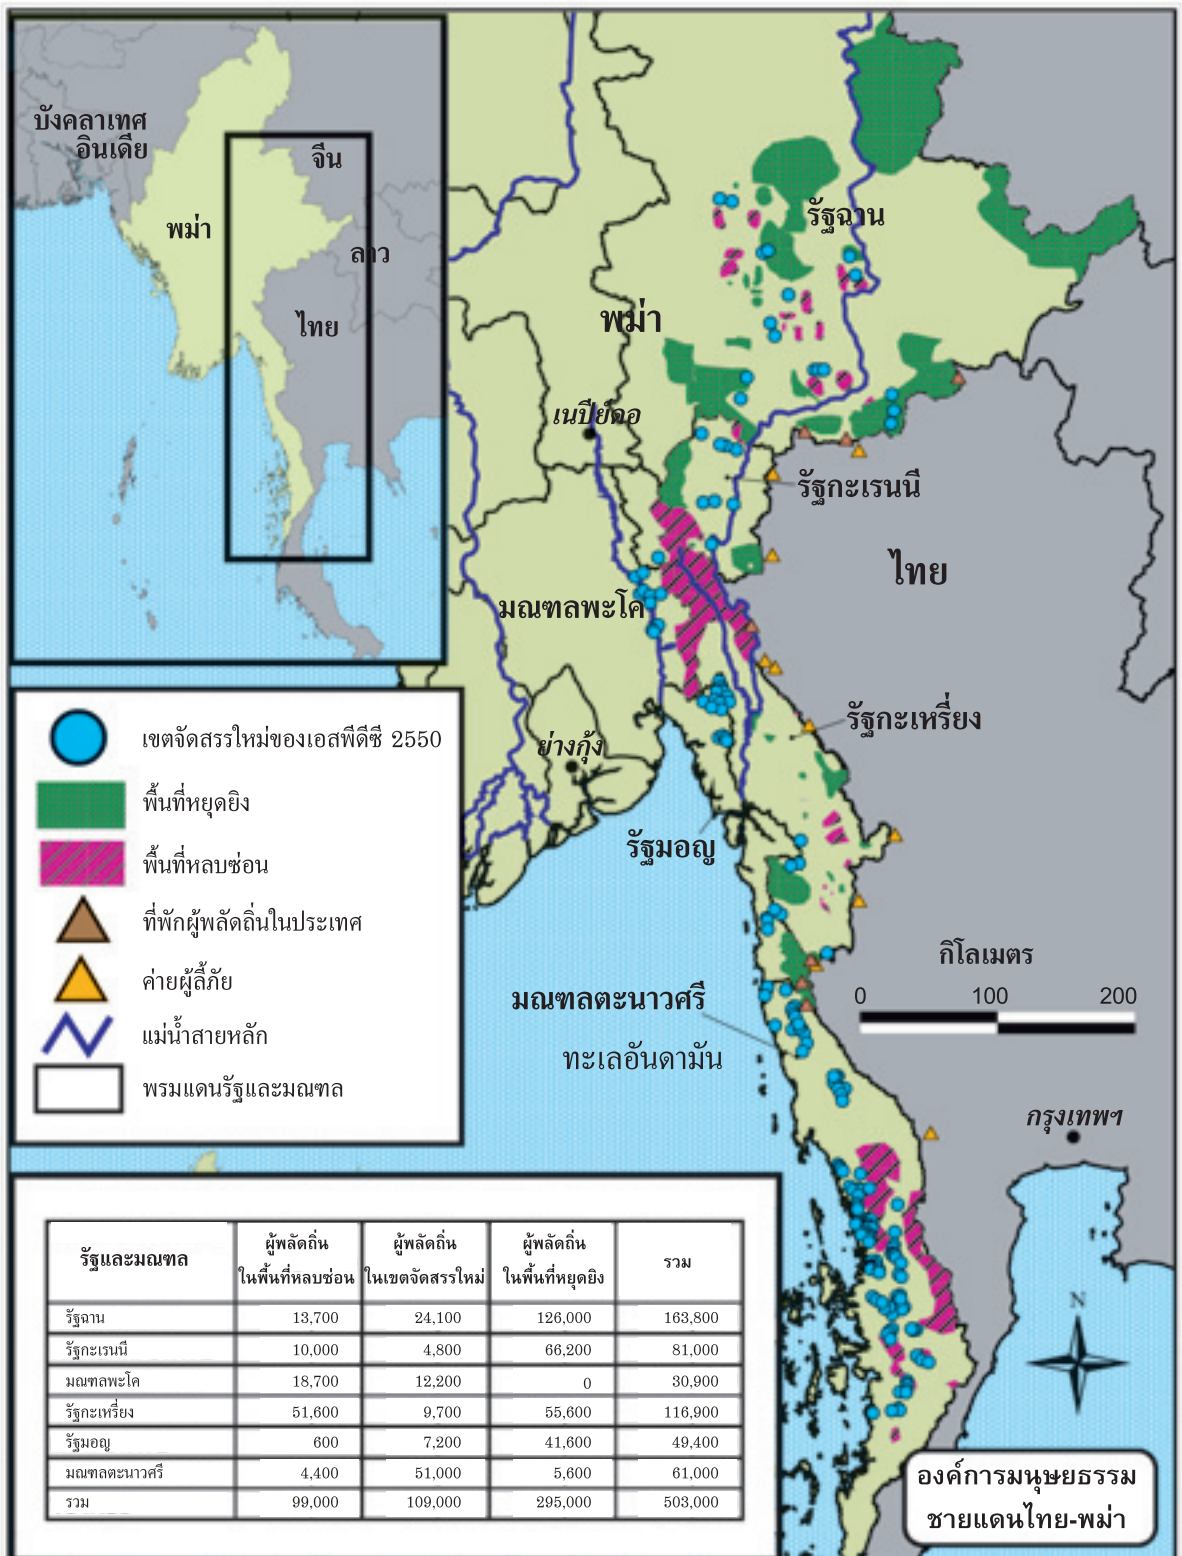 บังคลาเทศ
อินเดีย
จีน
พม่า
ลาว
ไทย
รัฐฉาน
พม่า
เนปีย์ดอ
รัฐกะเรนนี
ไทย
มณฑลพะโค
รัฐกะเหรี่ยง
ย่างกุ้ง
รัฐมอญ
กิโลเมตร
0 100 200
มณฑลตะนาวศรี
ทะเลอันดามัน
กรุงเทพฯ
เขตจัดสรรใหม่ของเอสพีดีซี 2550
พื้นที่หยุดยิง
พื้นที่หลบซ่อน
ที่พักผู้พลัดถิ่นในประเทศ
ค่ายผู้ลี้ภัย
แม่น้ำสายหลัก
พรมแดนรัฐและมณฑล
รัฐและมณฑล ผู้พลัดถิ่น ผู้พลัดถิ่น ผู้พลัดถิ่น รวม
ในพื้นที่หลบซ่อน ในเขตจัดสรรใหม่ ในพื้นที่หยุดยิง
รัฐฉาน 13,700 24,100 126,000 163,800
รัฐกะเรนนี 10,000 4,800 66,200 81,000
มณฑลพะโค 18,700 12,200 0 30,900
รัฐกะเหรี่ยง 51,600 9,700 55,600 116,900
รัฐมอญ 600 7,200 41,600 49,400
มณฑลตะนาวศรี 4,400 51,000 5,600 61,000
รวม 99,000 109,000 295,000 503,000
N
องค์การมนุษยธรรม
ชายแดนไทย-พม่า